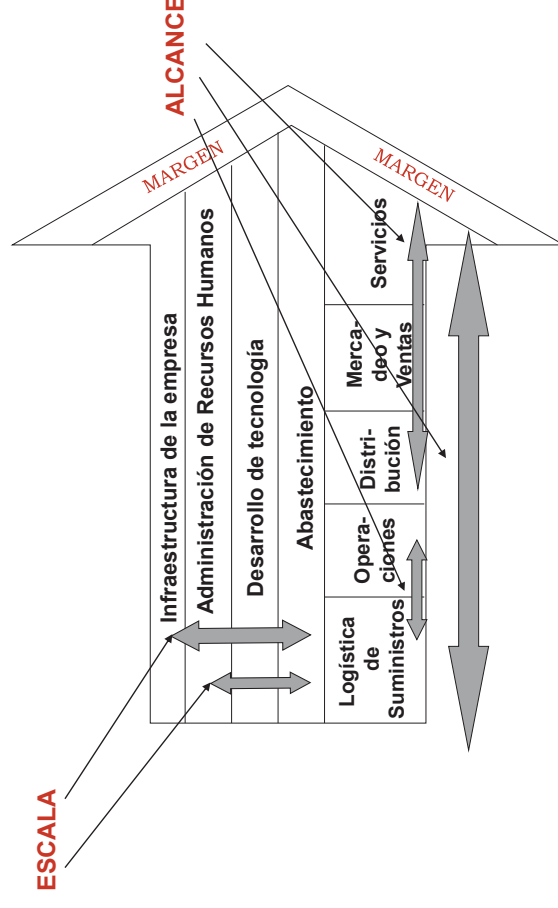 ESCALA
ALCANCE
MARGEN
MARGEN
Infraestructura de la empresa
Administración de Recursos Humanos
Desarrollo de tecnología
Abastecimiento
Logística
de
Suministros
Opera-
ciones
Distri-
bución
Merca-
deo y
Ventas
Servicios